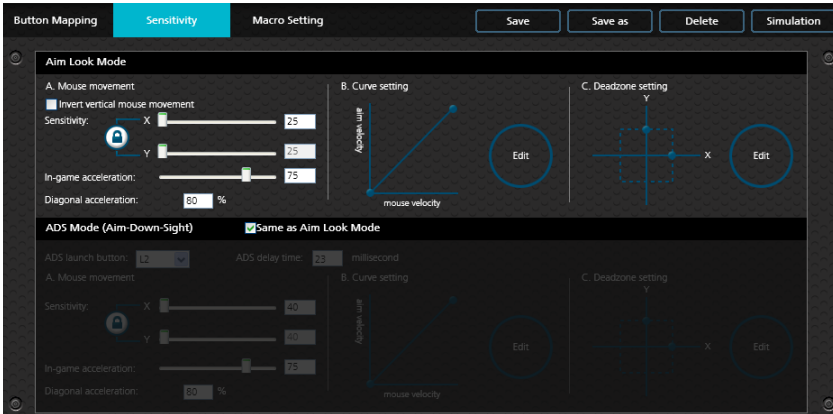 Button Mapping Sensitivity Macro Setting Save Save as Delete Simulation
Aim Look Mode
A. Mouse movement B. Curve setting C. Deadzone setting
Y
Invert vertical mouse movement
Sensitivity: X 25
aim velocity
Y 25
Edit X Edit
In-game acceleration: 75
Diagonal acceleration: 80 %
mouse velocity
ADS Mode (Aim-Down-Sight) Same as Aim Look Mode
ADS launch button: L2 ADS delay time: 23 millisecond
A. Mouse movement B. Curve setting C. Deadzone setting
Y
Sensitivity: X 40
aim velocity
Y 40
Edit X Edit
In-game acceleration: 75
Diagonal acceleration: 80 %
mouse velocity